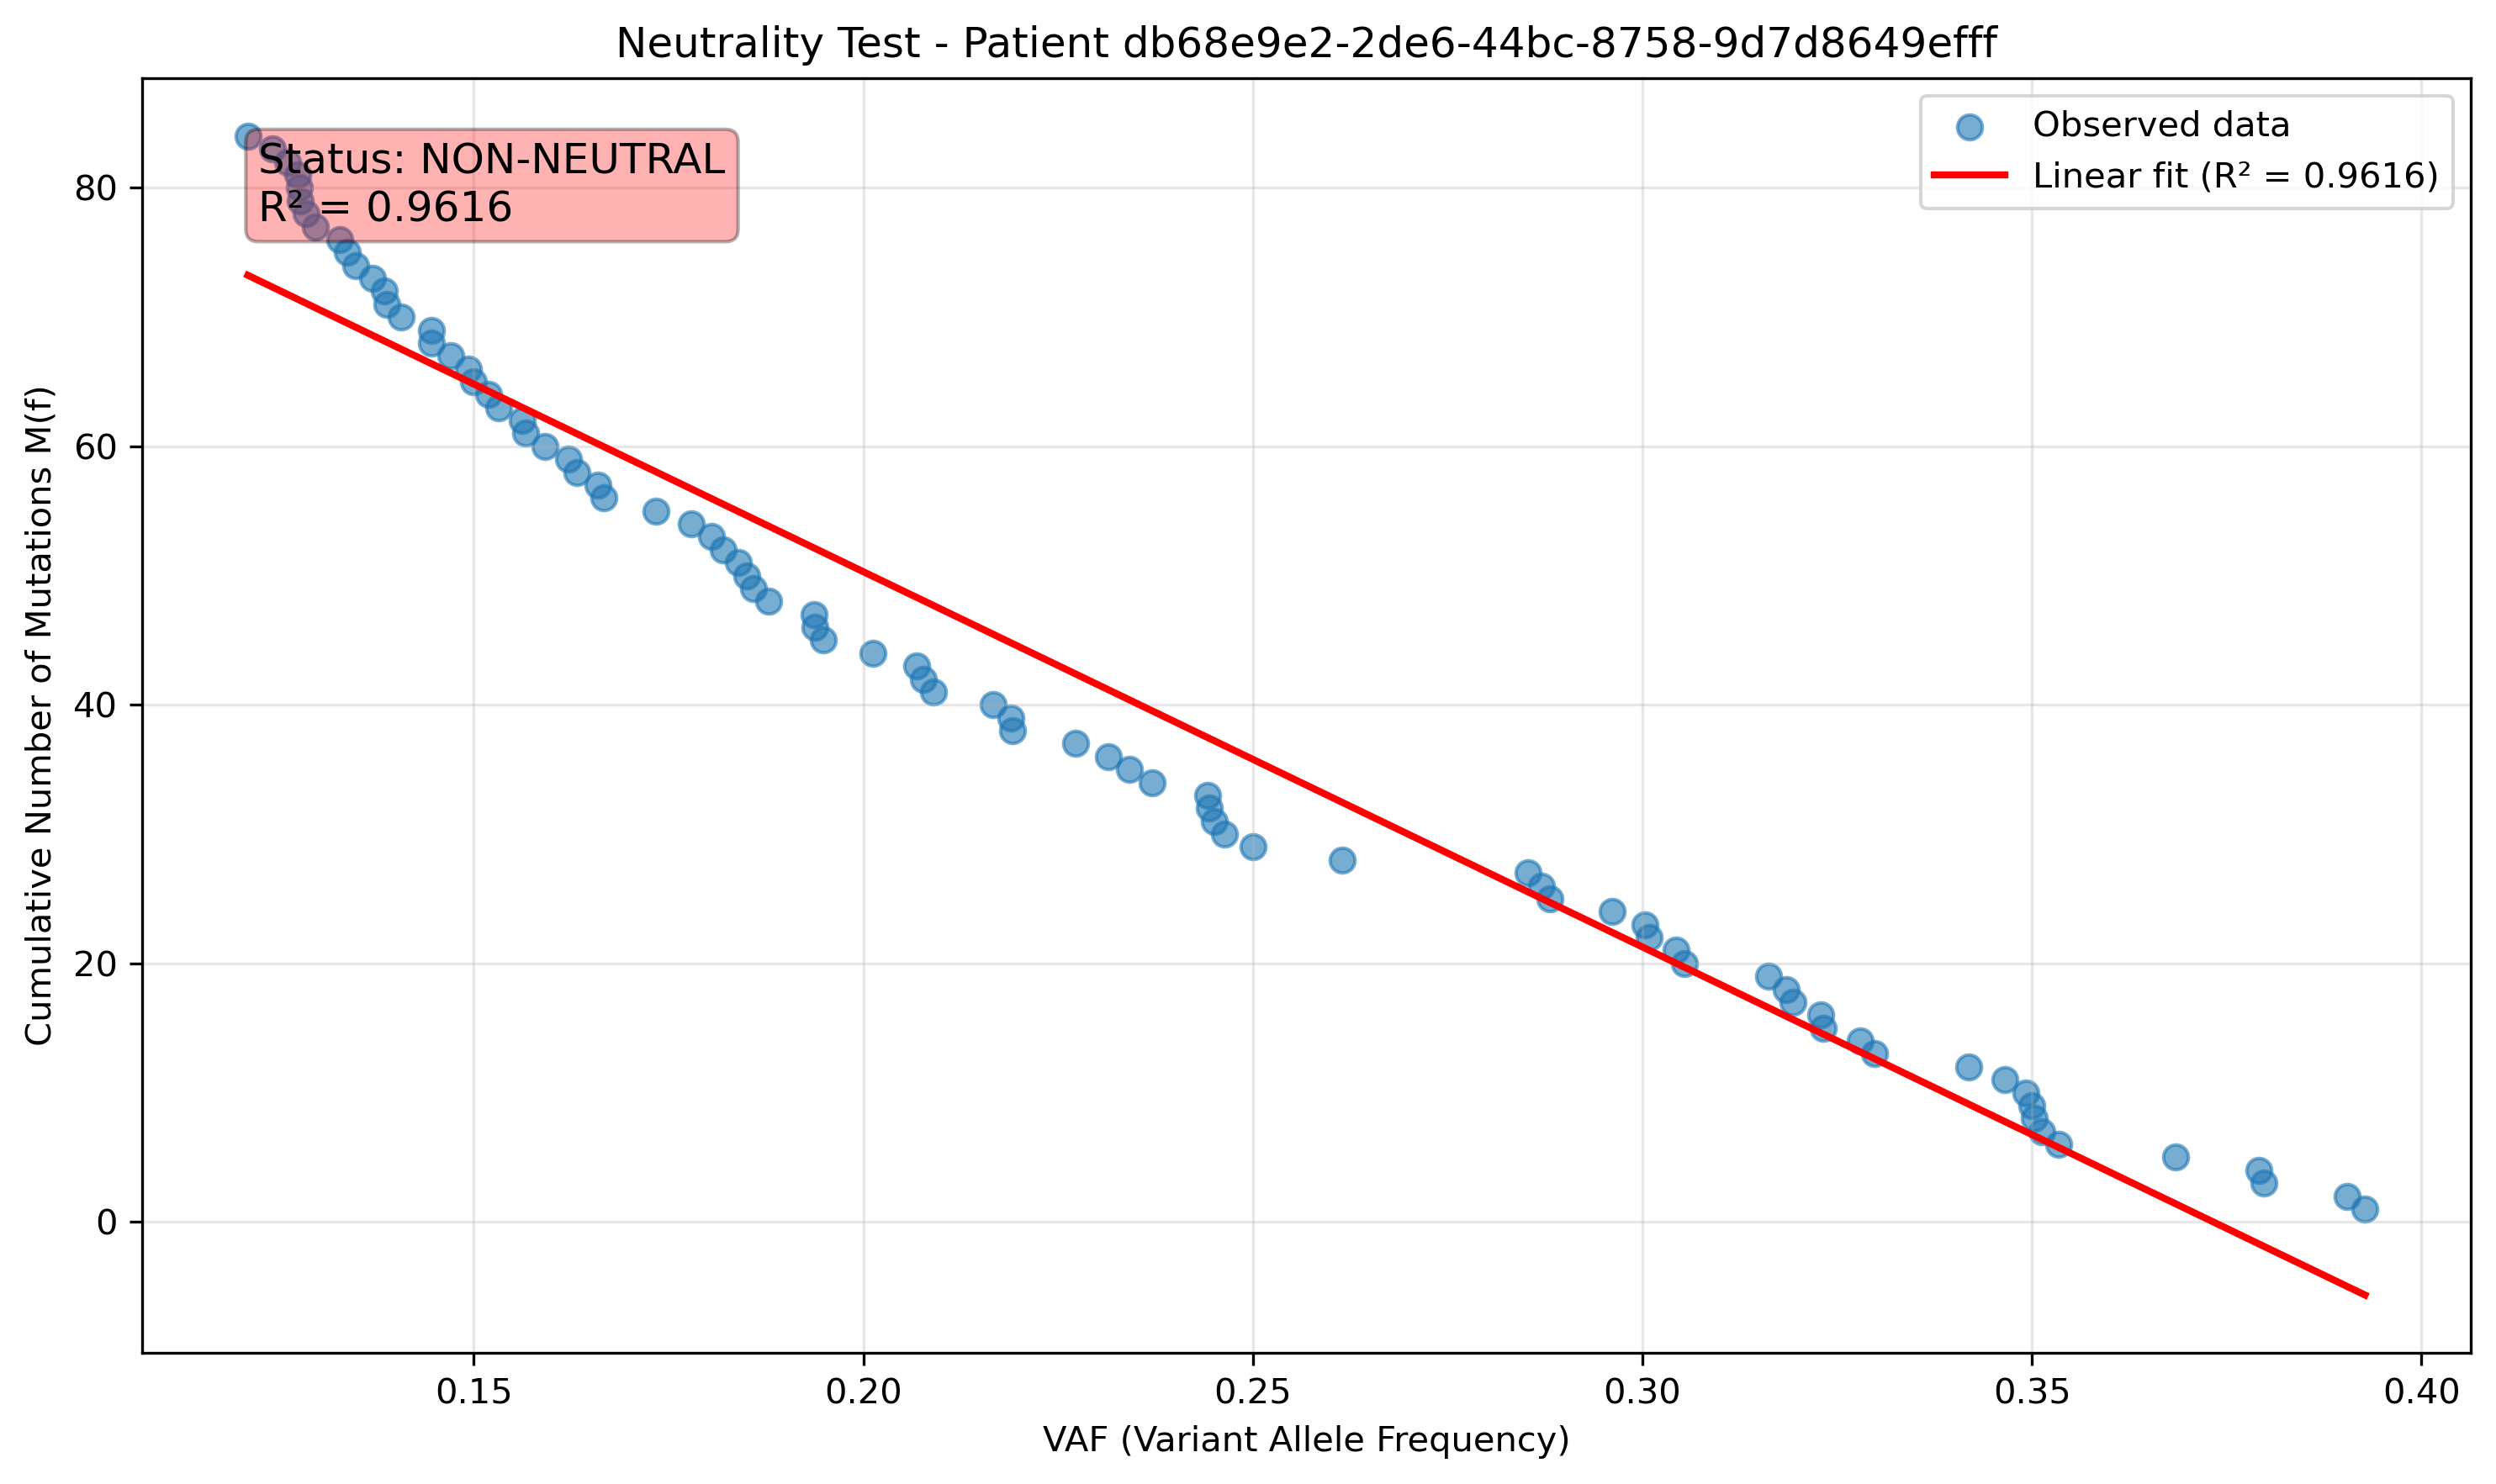 Neutrality Test - Patient db68e9e2-2de6-44bc-8758-9d7d8649efff
Status: NON-NEUTRAL
R² = 0.9616
Observed data
Linear fit (R² = 0.9616)
Cumulative Number of Mutations M(f)
80
60
40
20
0
0.15
0.20
0.25
0.30
0.35
0.40
VAF (Variant Allele Frequency)